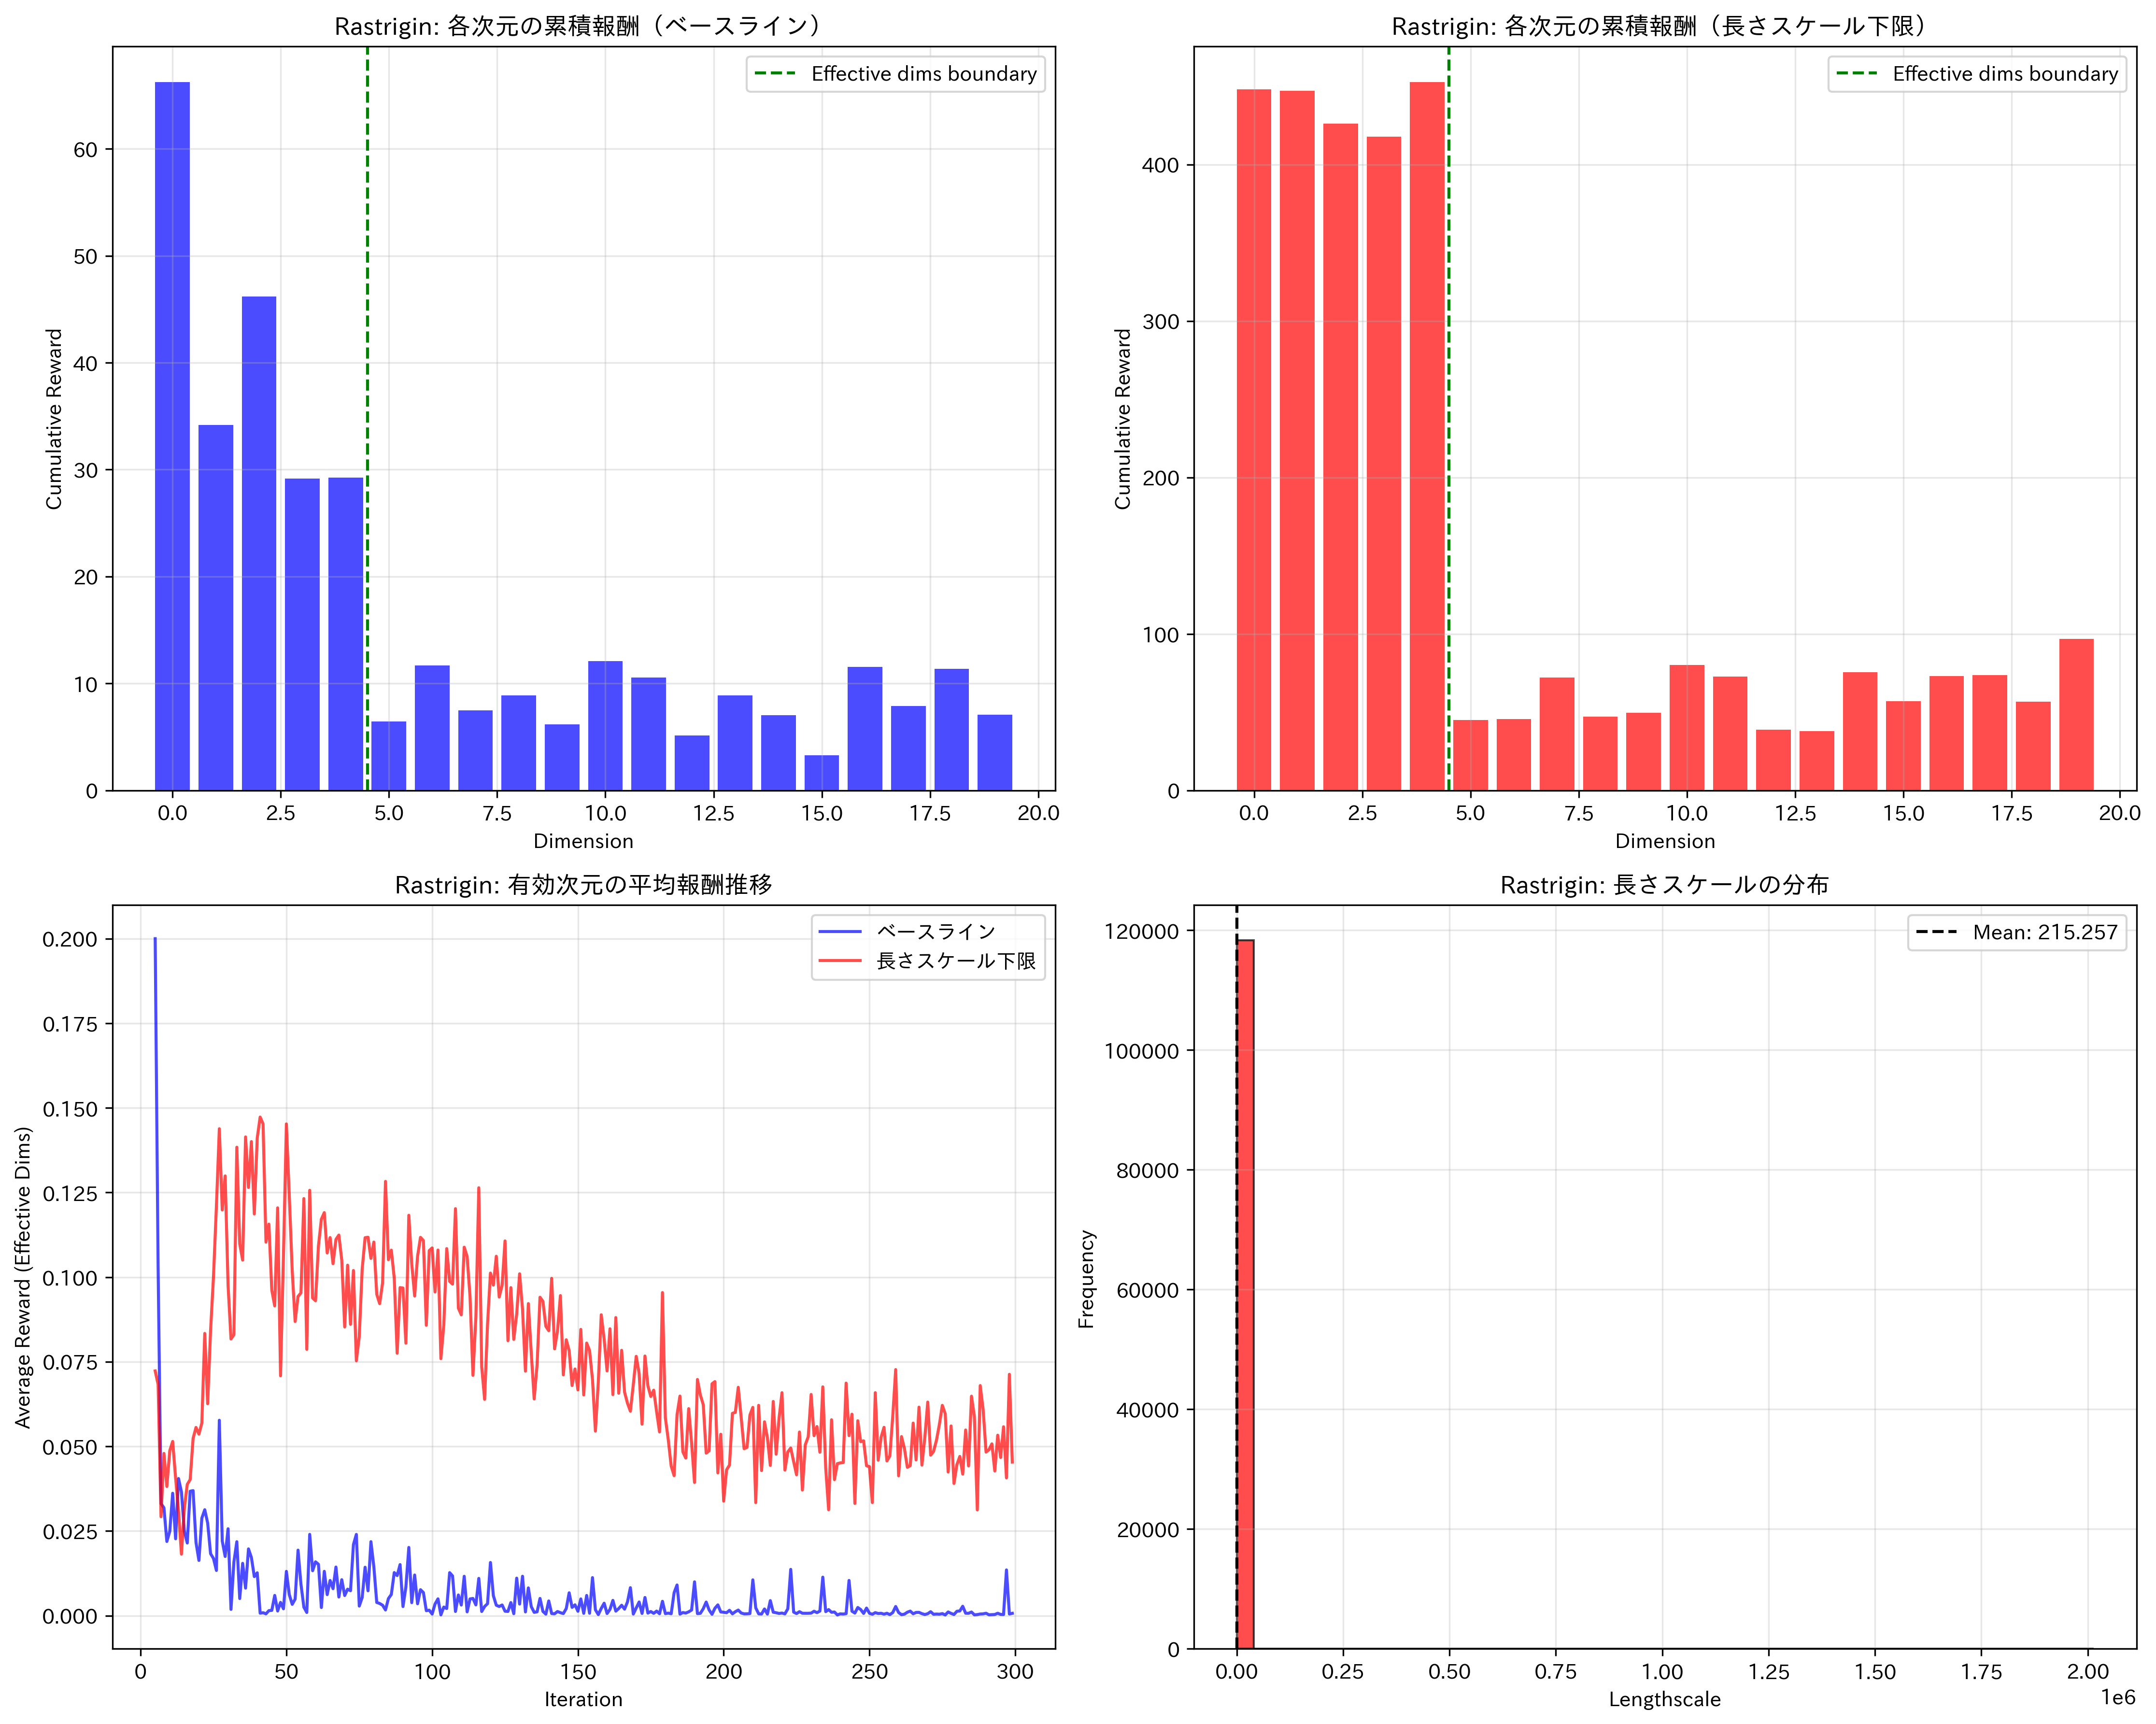 Rastrigin: 各次元の累積報酬（ベースライン）
Effective dims boundary
Cumulative Reward
60
50
40
30
20
10
0
0.0 2.5 5.0 7.5 10.0 12.5 15.0 17.5 20.0
Dimension
Rastrigin: 各次元の累積報酬（長さスケール下限）
Effective dims boundary
Cumulative Reward
400
300
200
100
0
0.0 2.5 5.0 7.5 10.0 12.5 15.0 17.5 20.0
Dimension
Rastrigin: 有効次元の平均報酬推移
ベースライン
長さスケール下限
Average Reward (Effective Dims)
0.200
0.175
0.150
0.125
0.100
0.075
0.050
0.025
0.000
0 50 100 150 200 250 300
Iteration
Rastrigin: 長さスケールの分布
Mean: 215.257
Frequency
120000
100000
80000
60000
40000
20000
0
0.00 0.25 0.50 0.75 1.00 1.25 1.50 1.75 2.00
1e6
Lengthscale